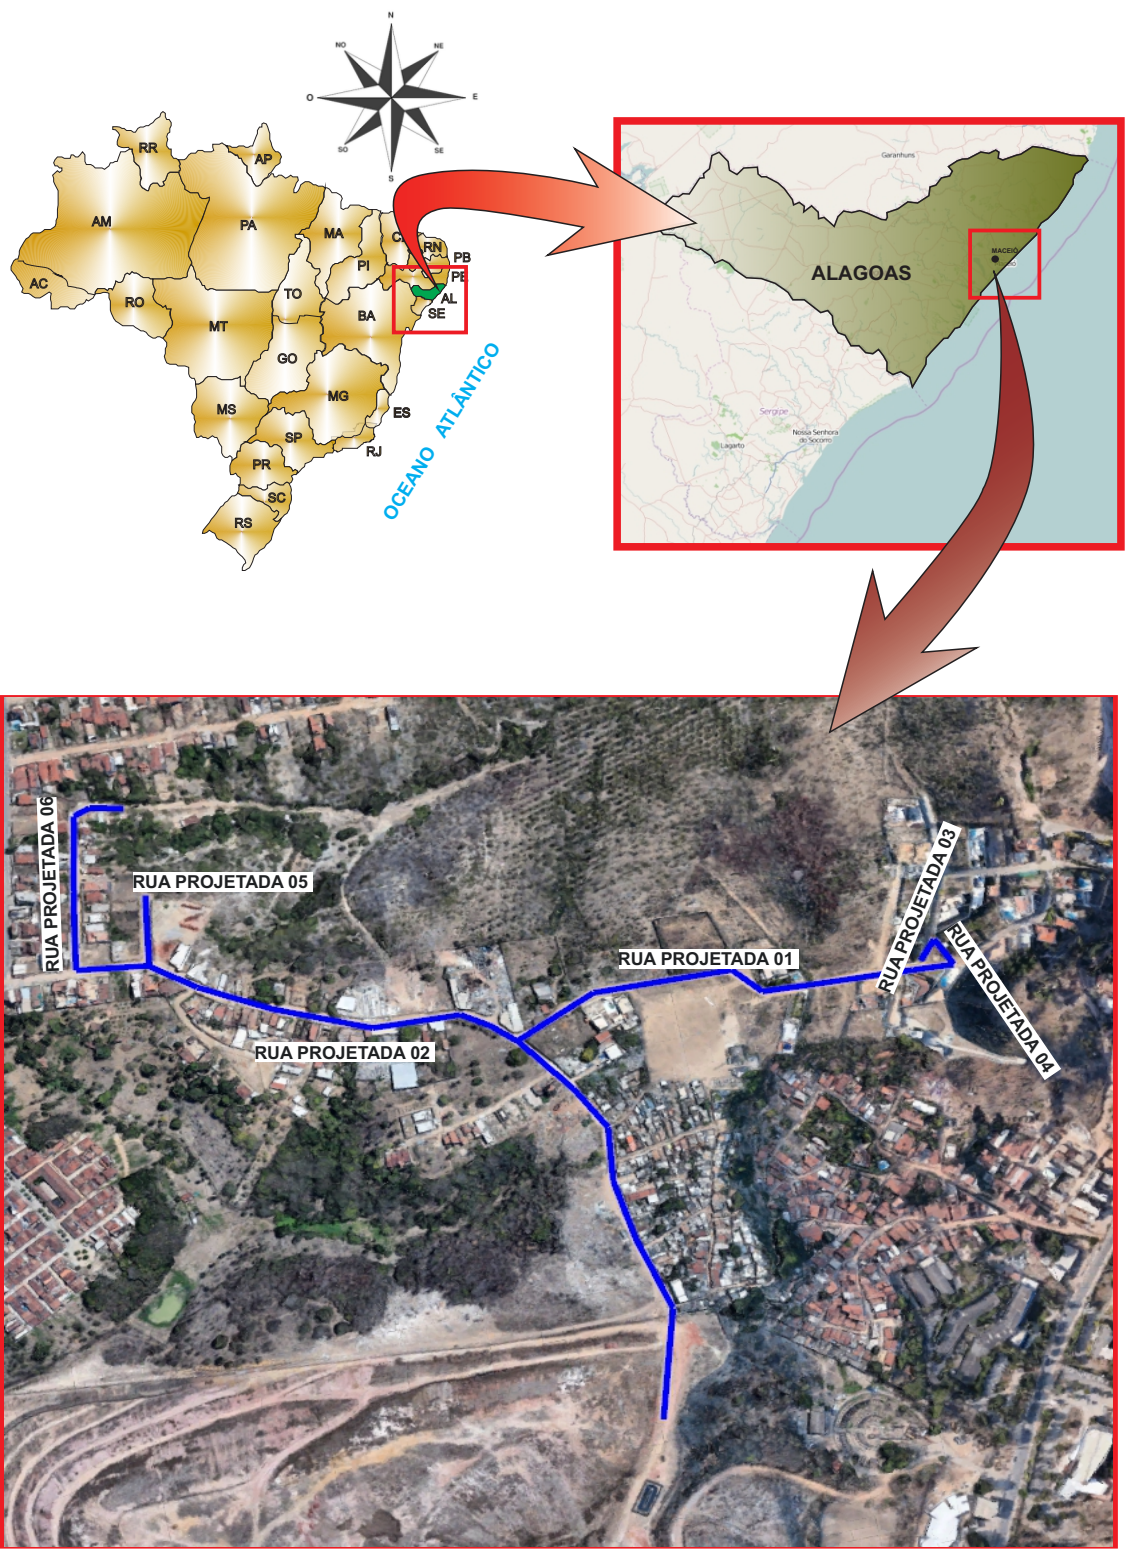 N
NO
NE
O
E
SO
SE
S
RR
AP
AM
PA
MA
RN
PB
PI
AC
TO
RO
AL
SE
BA
MT
GO
MG
MS
ES
SP
RJ
PR
SC
RS
OCEANO ATLÂNTICO
Garanhuns
MACEIÓ
ALAGOAS
Sergipe
Nossa Senhora
do Socorro
Lagarto
RUA PROJETADA 06
RUA PROJETADA 05
RUA PROJETADA 03
RUA PROJETADA 01
RUA PROJETADA 04
RUA PROJETADA 02